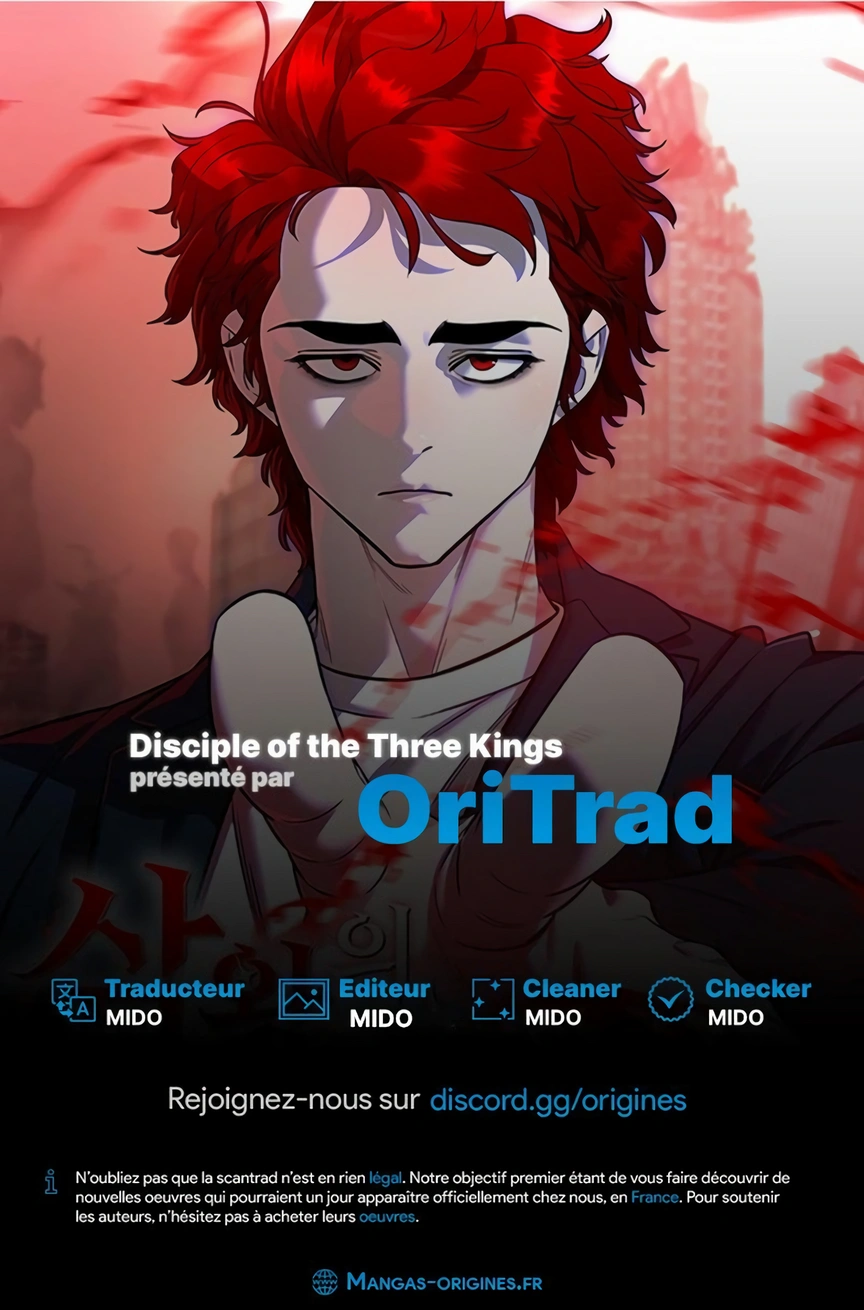 Disciple of the Three Kings
présenté par
OriTrad
사
의
Traducteur
MIDO
Editeur
MIDO
Cleaner
MIDO
Checker
MIDO
Rejoignez-nous sur discord.gg/origines
N'oubliez pas que la scantrad n'est en rien légal. Notre objectif premier étant de vous faire découvrir de
nouvelles oeuvres qui pourraient un jour apparaître officiellement chez nous, en France. Pour soutenir
les auteurs, n'hésitez pas à acheter leurs oeuvres.
MANGAS-ORIGINES.FR